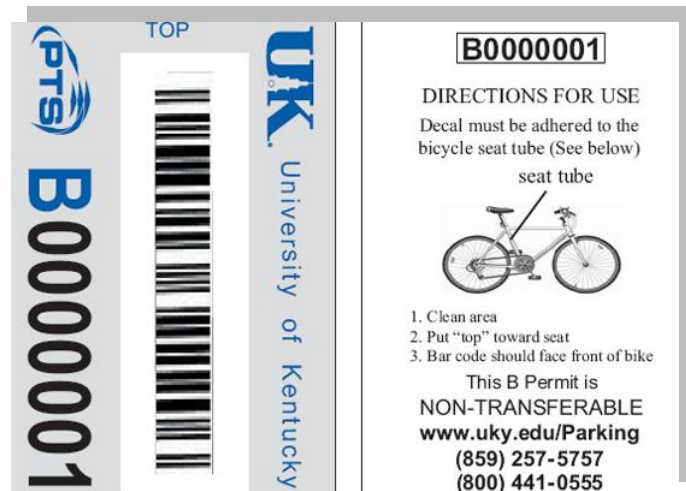 TOP
PTS
B0000001
UK
University of Kentucky
B0000001
DIRECTIONS FOR USE
Decal must be adhered to the
bicycle seat tube (See below)
seat tube
1. Clean area
2. Put “top” toward seat
3. Bar code should face front of bike
This B Permit is
NON-TRANSFERABLE
www.uky.edu/Parking
(859) 257-5757
(800) 441-0555